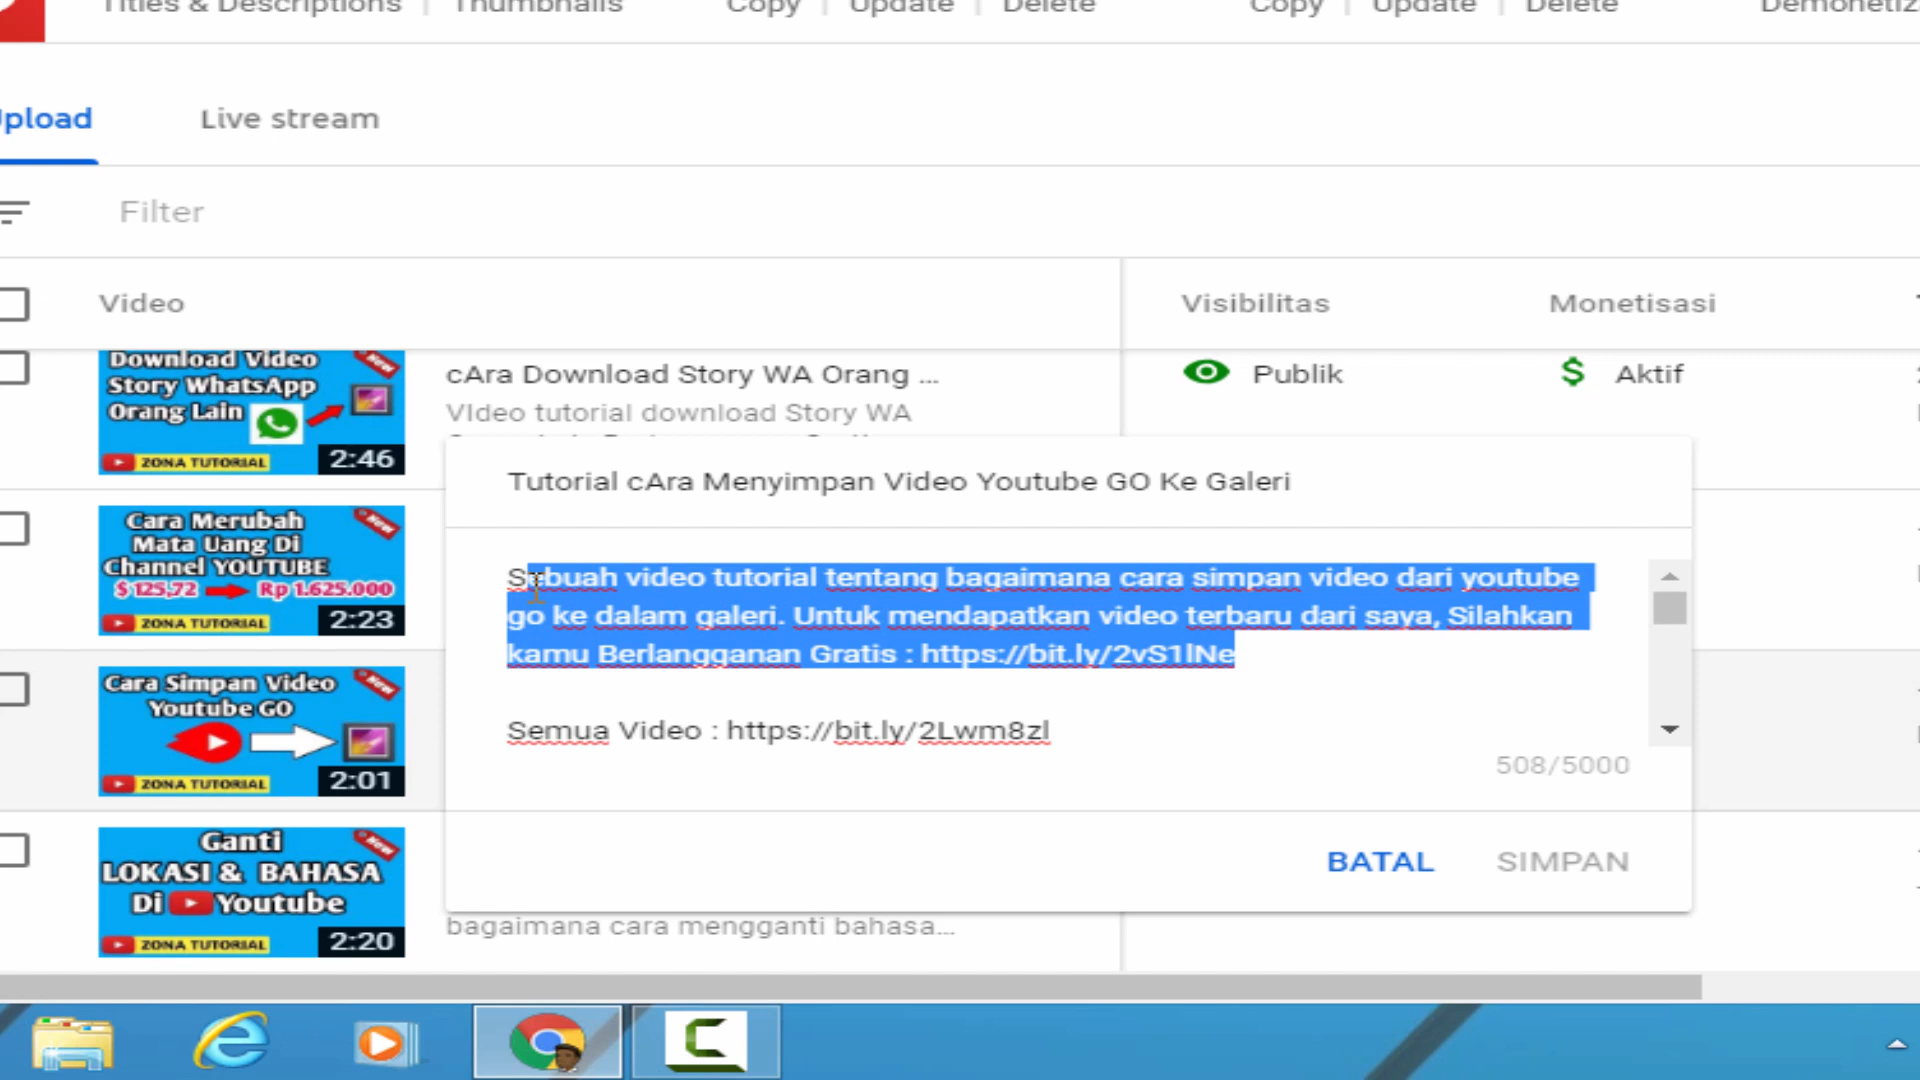 Titles & Descriptions | Thumbnails Copy | Update | Delete Copy | Update | Delete
Upload Live stream
Filter
Video Visibilitas Monetisasi
Download Video
Story WhatsApp
Orang Lain
New
ZONA TUTORIAL
2:46
cAra Download Story WA Orang ...
VIdeo tutorial download Story WA
Publik
$ Aktif
Cara Merubah
Mata Uang Di
Channel YOUTUBE
$125,72 Rp 1.625.000
New
ZONA TUTORIAL
2:23
Cara Simpan Video
Youtube GO
New
ZONA TUTORIAL
2:01
Ganti
LOKASI & BAHASA
Di Youtube
New
ZONA TUTORIAL
2:20
Tutorial cAra Menyimpan Video Youtube GO Ke Galeri
Sebuah video tutorial tentang bagaimana cara simpan video dari youtube
go ke dalam galeri. Untuk mendapatkan video terbaru dari saya, Silahkan
kamu Berlangganan Gratis : https://bit.ly/2vS1lNe
Semua Video : https://bit.ly/2Lwm8zl
508/5000
BATAL SIMPAN
bagaimana cara mengganti bahasa...